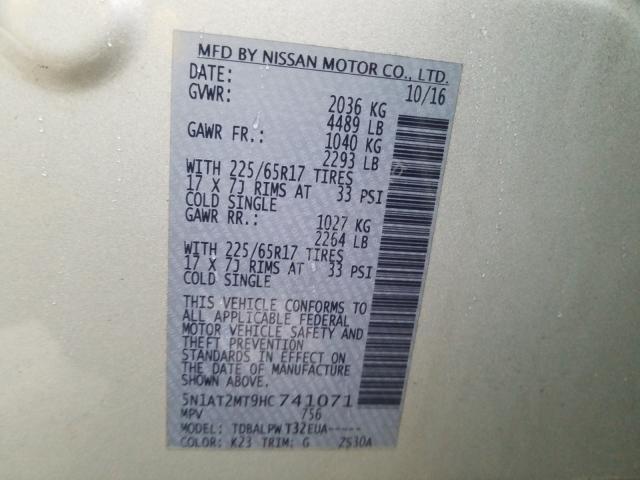 MFD BY NISSAN MOTOR CO., LTD.
DATE: 10/16
GVWR: 2036 KG
4489 LB
GAWR FR.: 1040 KG
2293 LB
WITH 225/65R17 TIRES
17 X 7J RIMS AT 33 PSI
COLD SINGLE
GAWR RR.: 1027 KG
2264 LB
WITH 225/65R17 TIRES
17 X 7J RIMS AT 33 PSI
COLD SINGLE
THIS VEHICLE CONFORMS TO
ALL APPLICABLE FEDERAL
MOTOR VEHICLE SAFETY AND
THEFT PREVENTION
STANDARDS IN EFFECT ON
THE DATE OF MANUFACTURE
SHOWN ABOVE.
5N1AT2MT9HC741071
MPV 756
MODEL: TDBALPW T32EUA-----
COLOR: K23 TRIM: G 2S30A